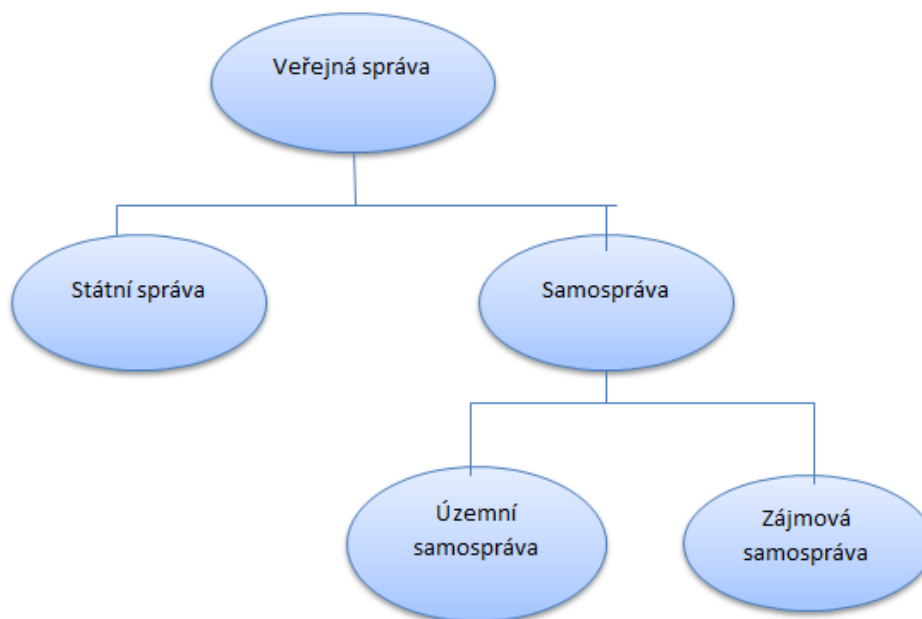 Veřejná správa
Státní správa
Samospráva
Územní
samospráva
Zájmová
samospráva